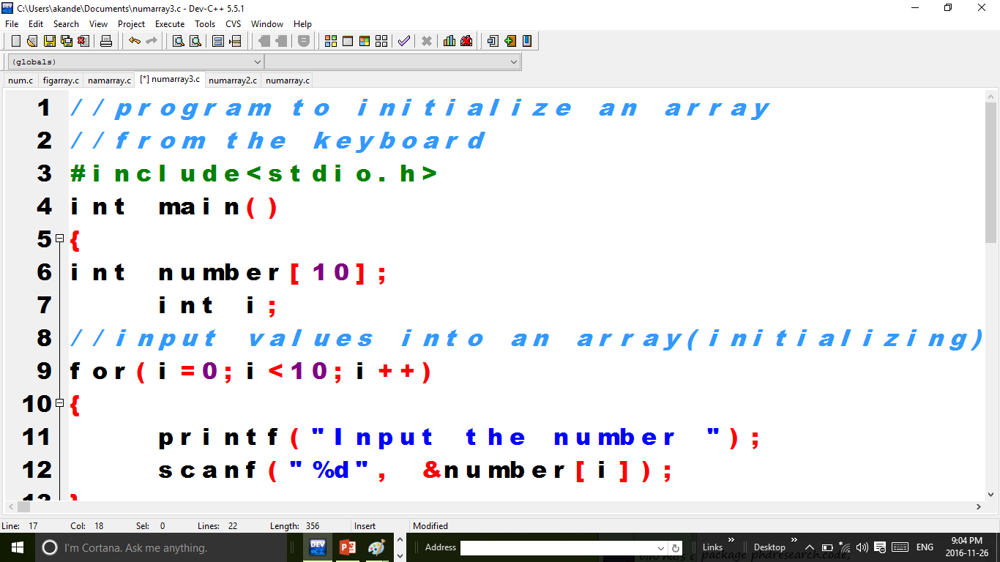 C:\Users\akande\Documents\numarray3.c - Dev-C++ 5.5.1
File Edit Search View Project Execute Tools CVS Window Help
(globals)
num.c figarray.c namarray.c [*] numarray3.c numarray2.c numarray.c
1 //program to initialize an array
2 //from the keyboard
3 #include<stdio.h>
4 int main()
5 {
6 int number[10];
7 int i;
8 //input values into an array(initializing)
9 for(i=0;i<10;i++)
10 {
11 printf("Input the number ");
12 scanf("%d", &number[i]);
Line: 17 Col: 18 Sel: 0 Lines: 22 Length: 356 Insert Modified
I'm Cortana. Ask me anything. DEV Address Links » Desktop » ENG 9:04 PM
2016-11-26
package phdresearch.code;